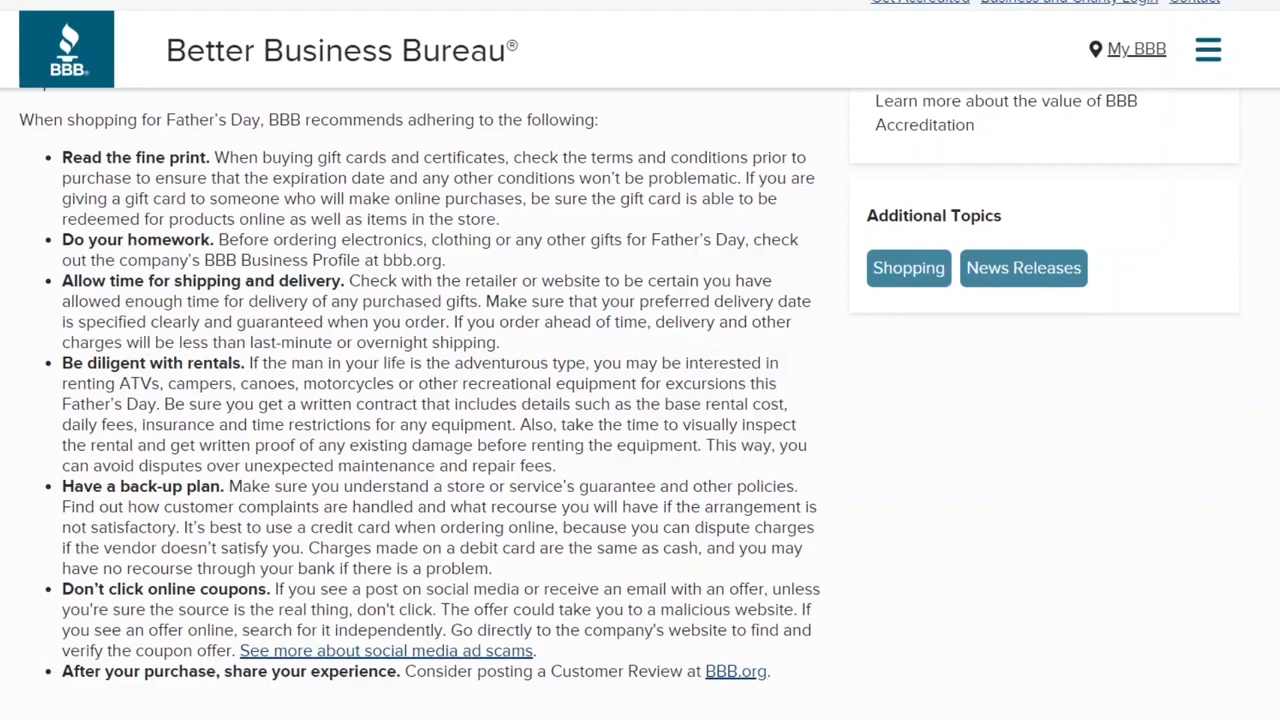 Get Accredited Business and Charity Login Contact
BBB®
Better Business Bureau®
My BBB
When shopping for Father's Day, BBB recommends adhering to the following:
• Read the fine print. When buying gift cards and certificates, check the terms and conditions prior to
purchase to ensure that the expiration date and any other conditions won't be problematic. If you are
giving a gift card to someone who will make online purchases, be sure the gift card is able to be
redeemed for products online as well as items in the store.
• Do your homework. Before ordering electronics, clothing or any other gifts for Father's Day, check
out the company's BBB Business Profile at bbb.org.
• Allow time for shipping and delivery. Check with the retailer or website to be certain you have
allowed enough time for delivery of any purchased gifts. Make sure that your preferred delivery date
is specified clearly and guaranteed when you order. If you order ahead of time, delivery and other
charges will be less than last-minute or overnight shipping.
• Be diligent with rentals. If the man in your life is the adventurous type, you may be interested in
renting ATVs, campers, canoes, motorcycles or other recreational equipment for excursions this
Father's Day. Be sure you get a written contract that includes details such as the base rental cost,
daily fees, insurance and time restrictions for any equipment. Also, take the time to visually inspect
the rental and get written proof of any existing damage before renting the equipment. This way, you
can avoid disputes over unexpected maintenance and repair fees.
• Have a back-up plan. Make sure you understand a store or service's guarantee and other policies.
Find out how customer complaints are handled and what recourse you will have if the arrangement is
not satisfactory. It's best to use a credit card when ordering online, because you can dispute charges
if the vendor doesn't satisfy you. Charges made on a debit card are the same as cash, and you may
have no recourse through your bank if there is a problem.
• Don't click online coupons. If you see a post on social media or receive an email with an offer, unless
you're sure the source is the real thing, don't click. The offer could take you to a malicious website. If
you see an offer online, search for it independently. Go directly to the company's website to find and
verify the coupon offer. See more about social media ad scams.
• After your purchase, share your experience. Consider posting a Customer Review at BBB.org.
Learn more about the value of BBB
Accreditation
Additional Topics
Shopping
News Releases